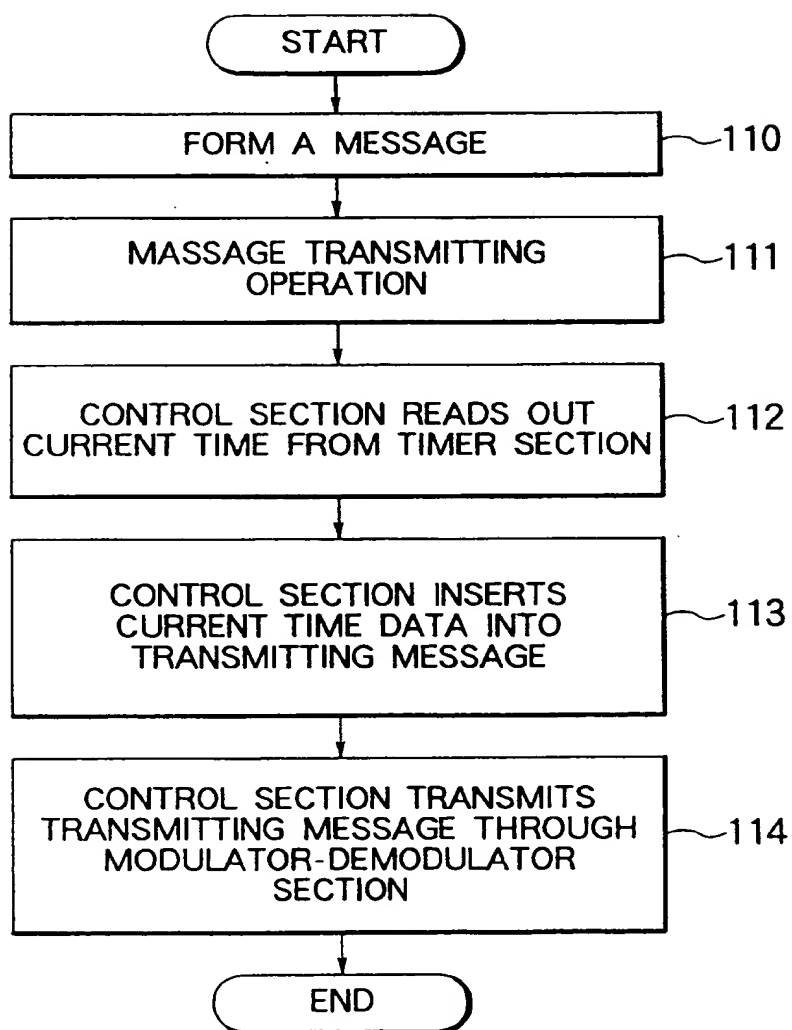 START
FORM A MESSAGE
110
MASSAGE TRANSMITTING
OPERATION
111
CONTROL SECTION READS OUT
CURRENT TIME FROM TIMER SECTION
112
CONTROL SECTION INSERTS
CURRENT TIME DATA INTO
TRANSMITTING MESSAGE
113
CONTROL SECTION TRANSMITS
TRANSMITTING MESSAGE THROUGH
MODULATOR-DEMODULATOR
SECTION
114
END